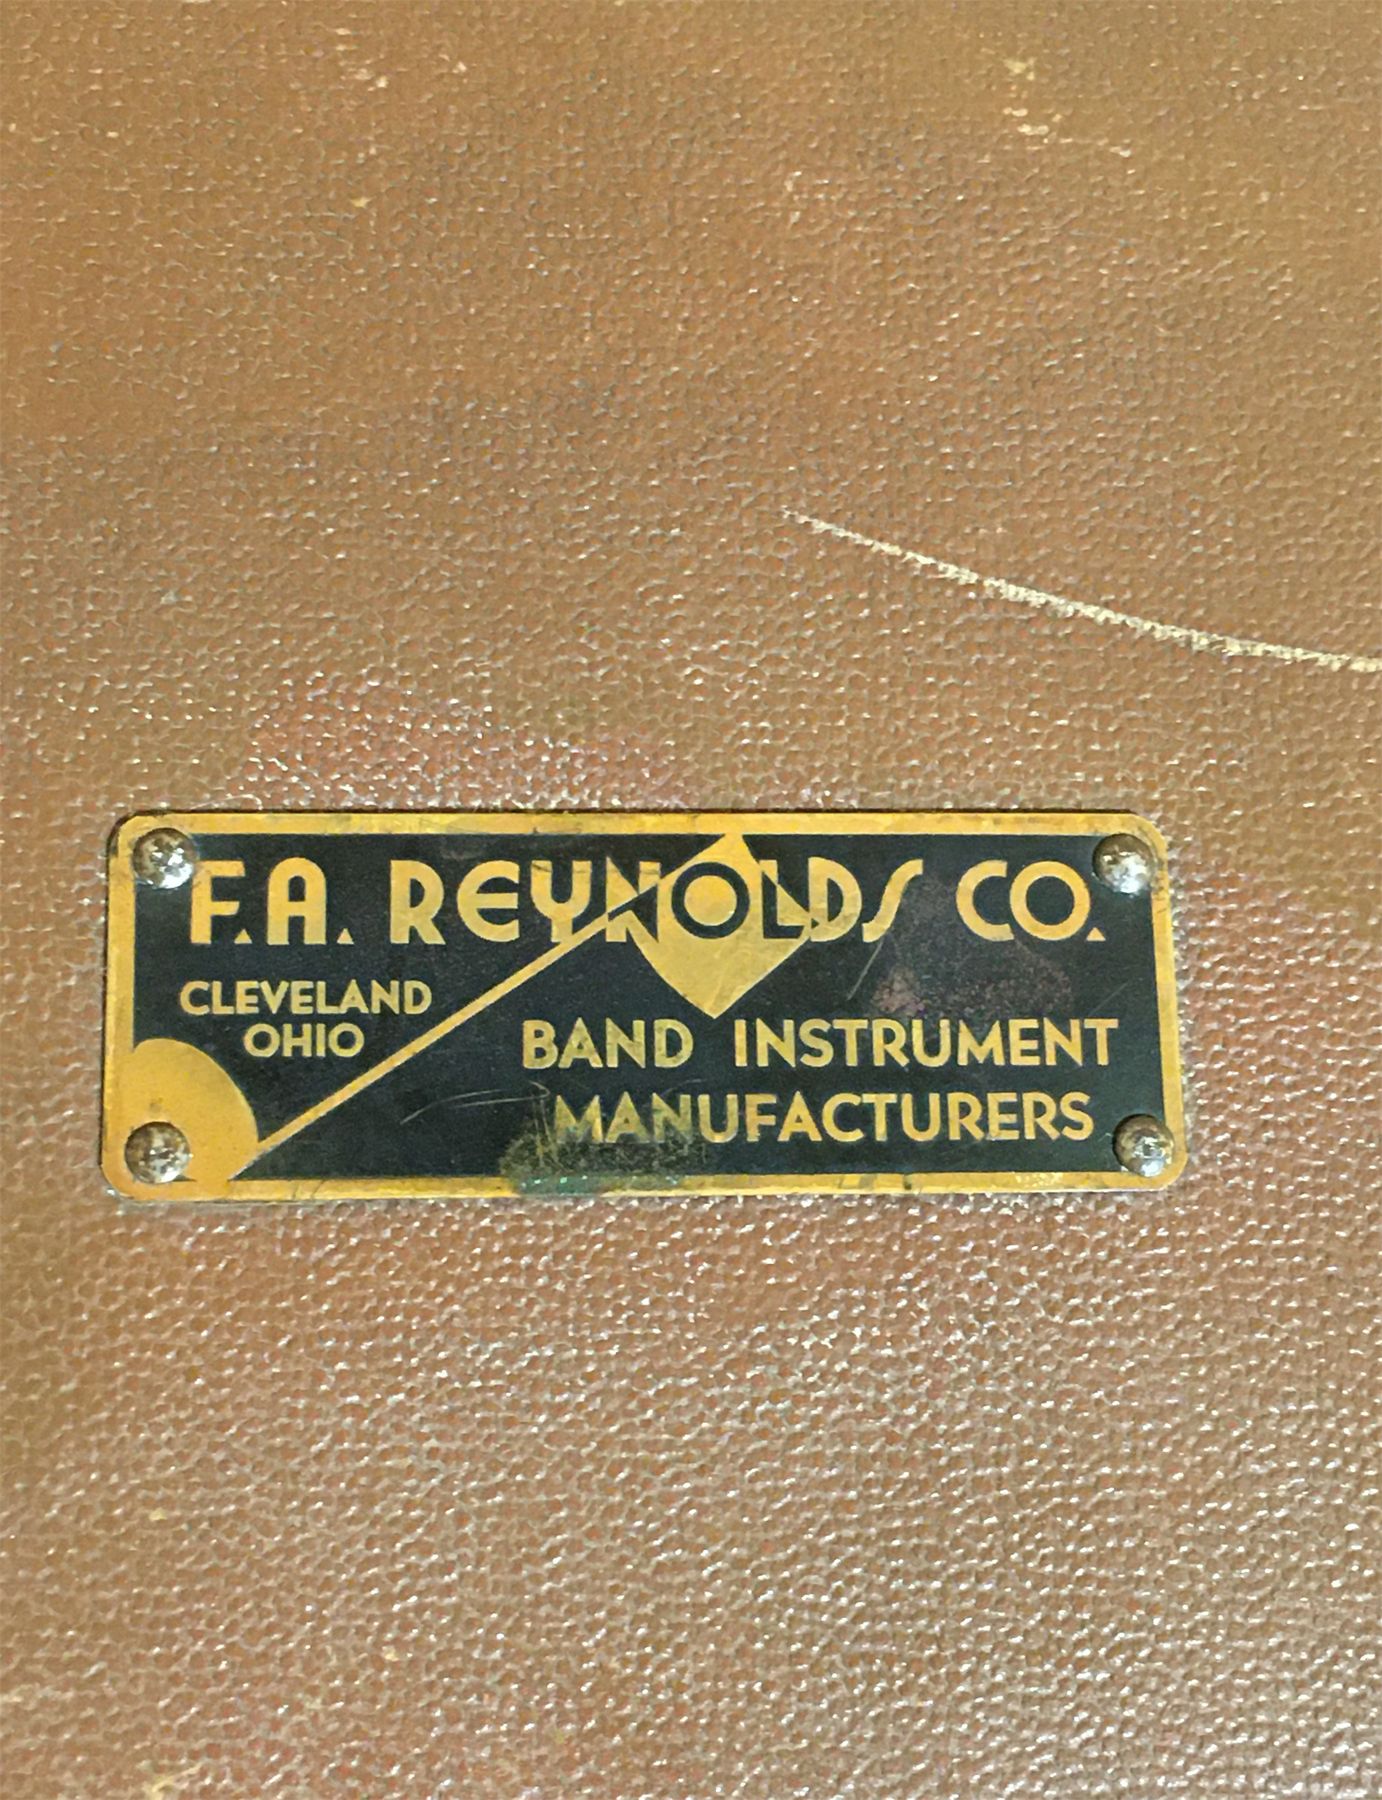 F.A. REYNOLDS CO.
CLEVELAND
OHIO
BAND INSTRUMENT
MANUFACTURERS